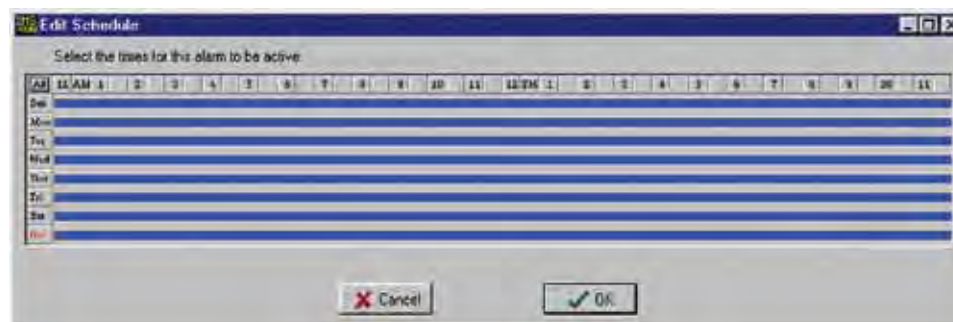 Edit Schedule
Select the times for this alarm to be active
All 12 AM 1 2 3 4 5 6 7 8 9 10 11 12 PM 1 2 3 4 5 6 7 8 9 10 11
Sun
Mon
Tue
Wed
Thu
Fri
Sat
Hol
Cancel
OK